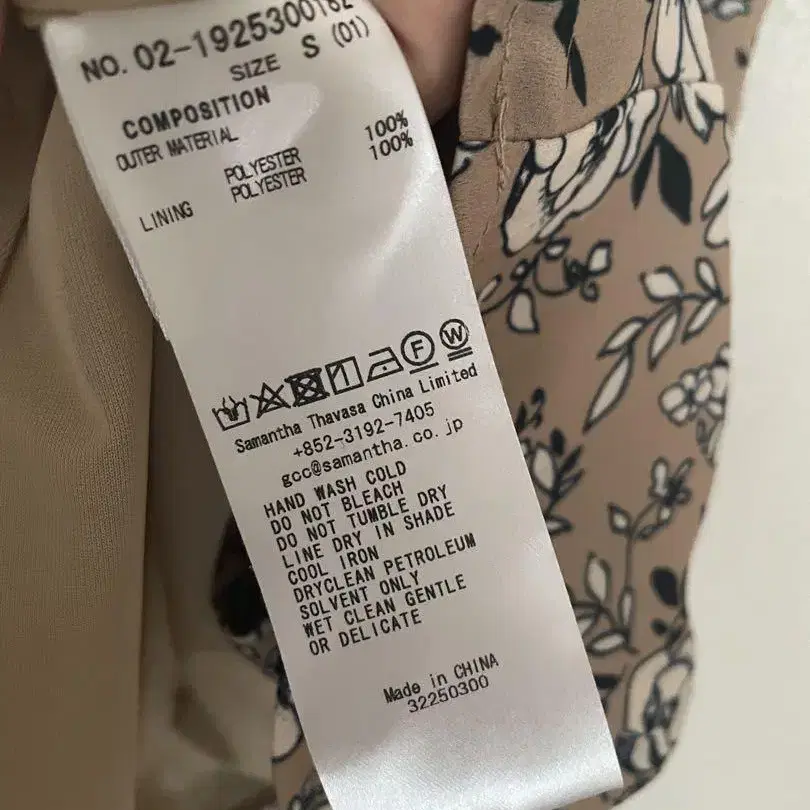 NO. 02-1925300162
SIZE S (01)
COMPOSITION
OUTER MATERIAL
POLYESTER 100%
LINING POLYESTER 100%
F W
Samantha Thavasa China Limited
+852-3192-7405
gcc@samantha.co.jp
HAND WASH COLD
DO NOT BLEACH
DO NOT TUMBLE DRY
LINE DRY IN SHADE
COOL IRON
DRYCLEAN PETROLEUM
SOLVENT ONLY
WET CLEAN GENTLE
OR DELICATE
Made in CHINA
32250300